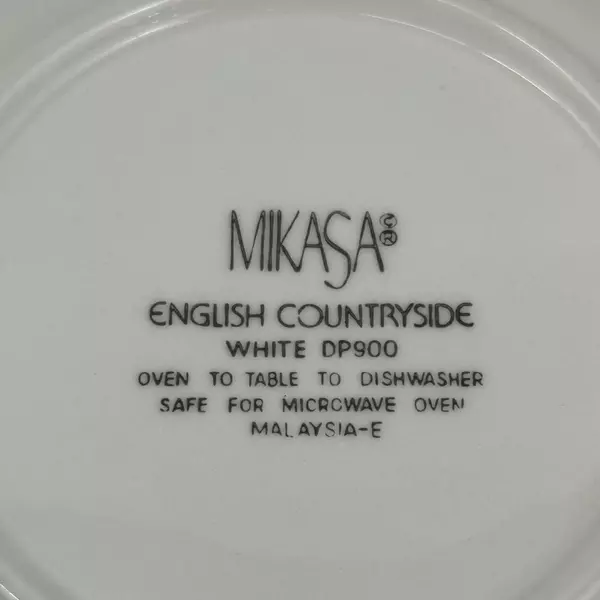 MIKASA ©®
ENGLISH COUNTRYSIDE
WHITE DP900
OVEN TO TABLE TO DISHWASHER
SAFE FOR MICROWAVE OVEN
MALAYSIA-E